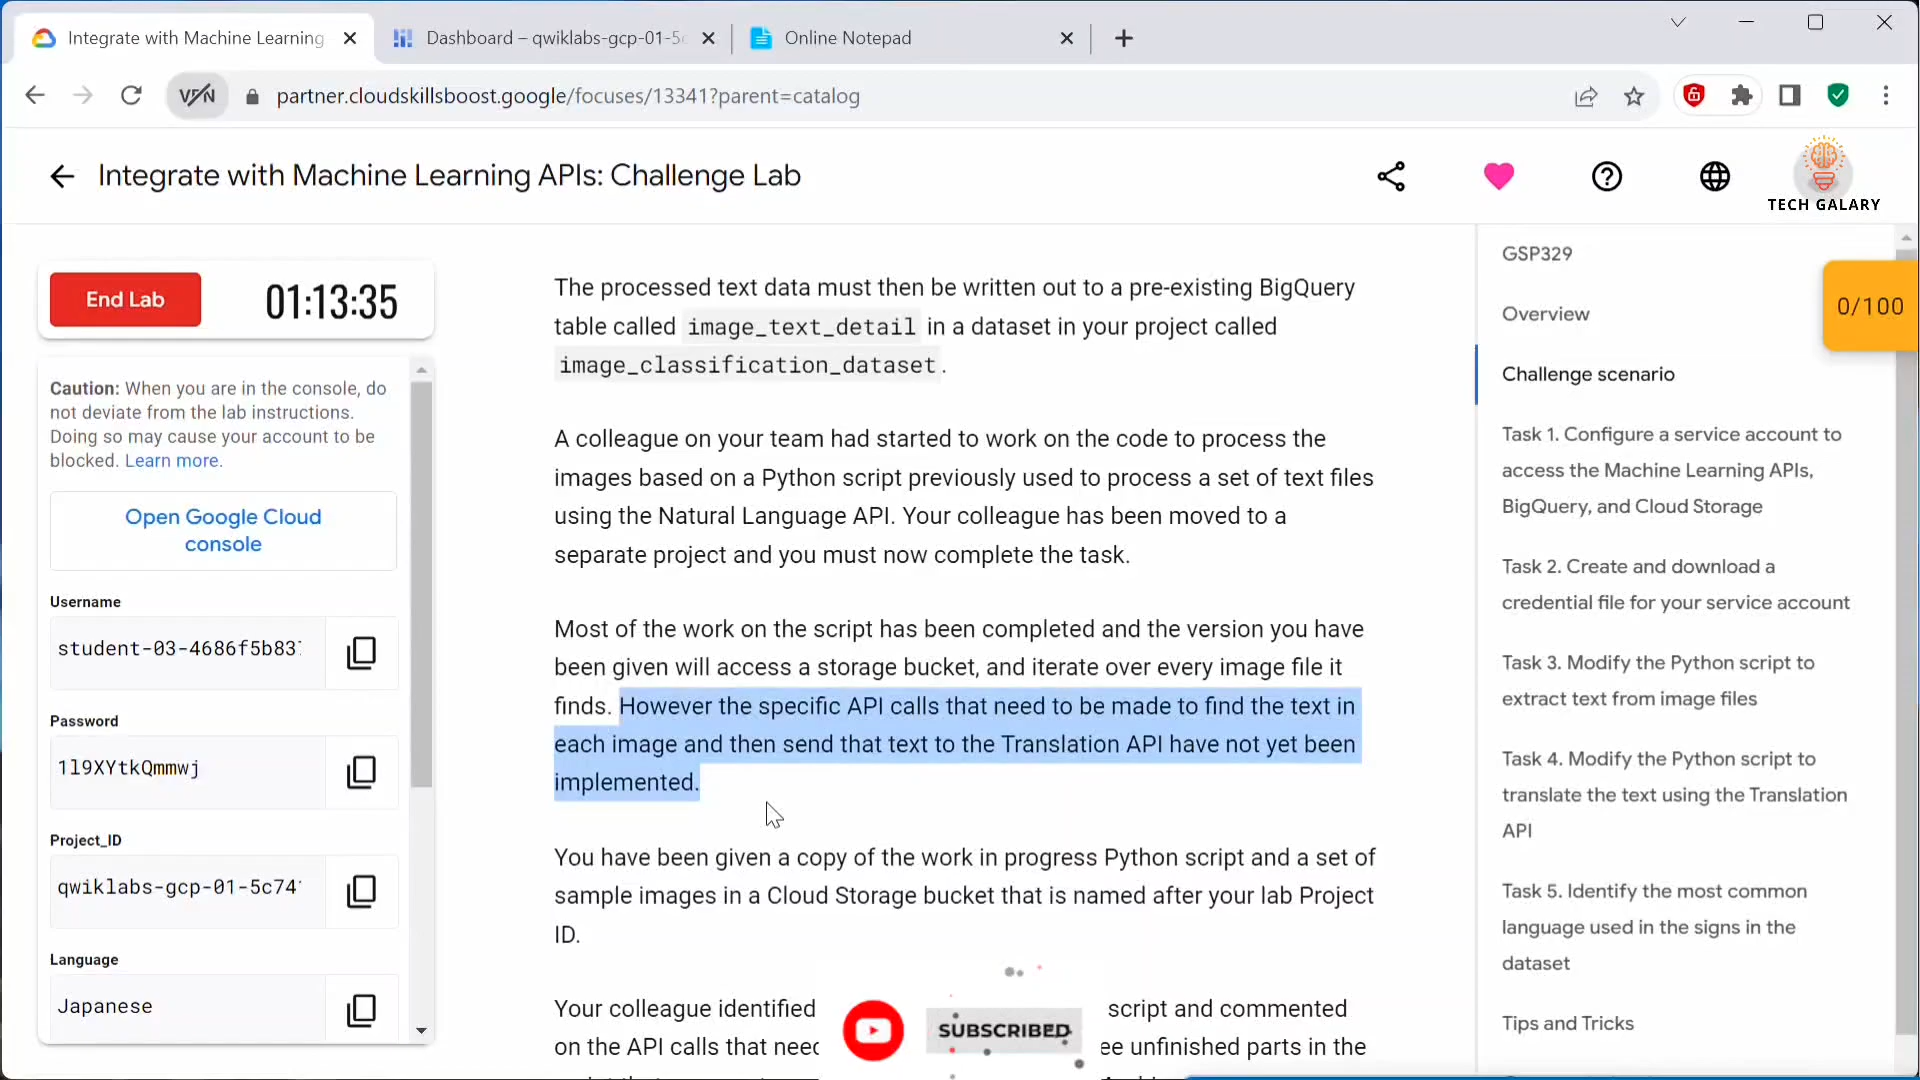 Integrate with Machine Learning
Dashboard – qwiklabs-gcp-01-5c
Online Notepad
VPN
partner.cloudskillsboost.google/focuses/13341?parent=catalog
Integrate with Machine Learning APIs: Challenge Lab
TECH GALARY
End Lab
01:13:35
Caution: When you are in the console, do
not deviate from the lab instructions.
Doing so may cause your account to be
blocked. Learn more.
Open Google Cloud
console
Username
student-03-4686f5b837
Password
1l9XYtkQmmwj
Project_ID
qwiklabs-gcp-01-5c74
Language
Japanese
The processed text data must then be written out to a pre-existing BigQuery
table called image_text_detail in a dataset in your project called
image_classification_dataset.
A colleague on your team had started to work on the code to process the
images based on a Python script previously used to process a set of text files
using the Natural Language API. Your colleague has been moved to a
separate project and you must now complete the task.
Most of the work on the script has been completed and the version you have
been given will access a storage bucket, and iterate over every image file it
finds. However the specific API calls that need to be made to find the text in
each image and then send that text to the Translation API have not yet been
implemented.
You have been given a copy of the work in progress Python script and a set of
sample images in a Cloud Storage bucket that is named after your lab Project
ID.
Your colleague identified script and commented
on the API calls that need unfinished parts in the
SUBSCRIBED
GSP329
Overview
Challenge scenario
Task 1. Configure a service account to
access the Machine Learning APIs,
BigQuery, and Cloud Storage
Task 2. Create and download a
credential file for your service account
Task 3. Modify the Python script to
extract text from image files
Task 4. Modify the Python script to
translate the text using the Translation
API
Task 5. Identify the most common
language used in the signs in the
dataset
Tips and Tricks
0/100